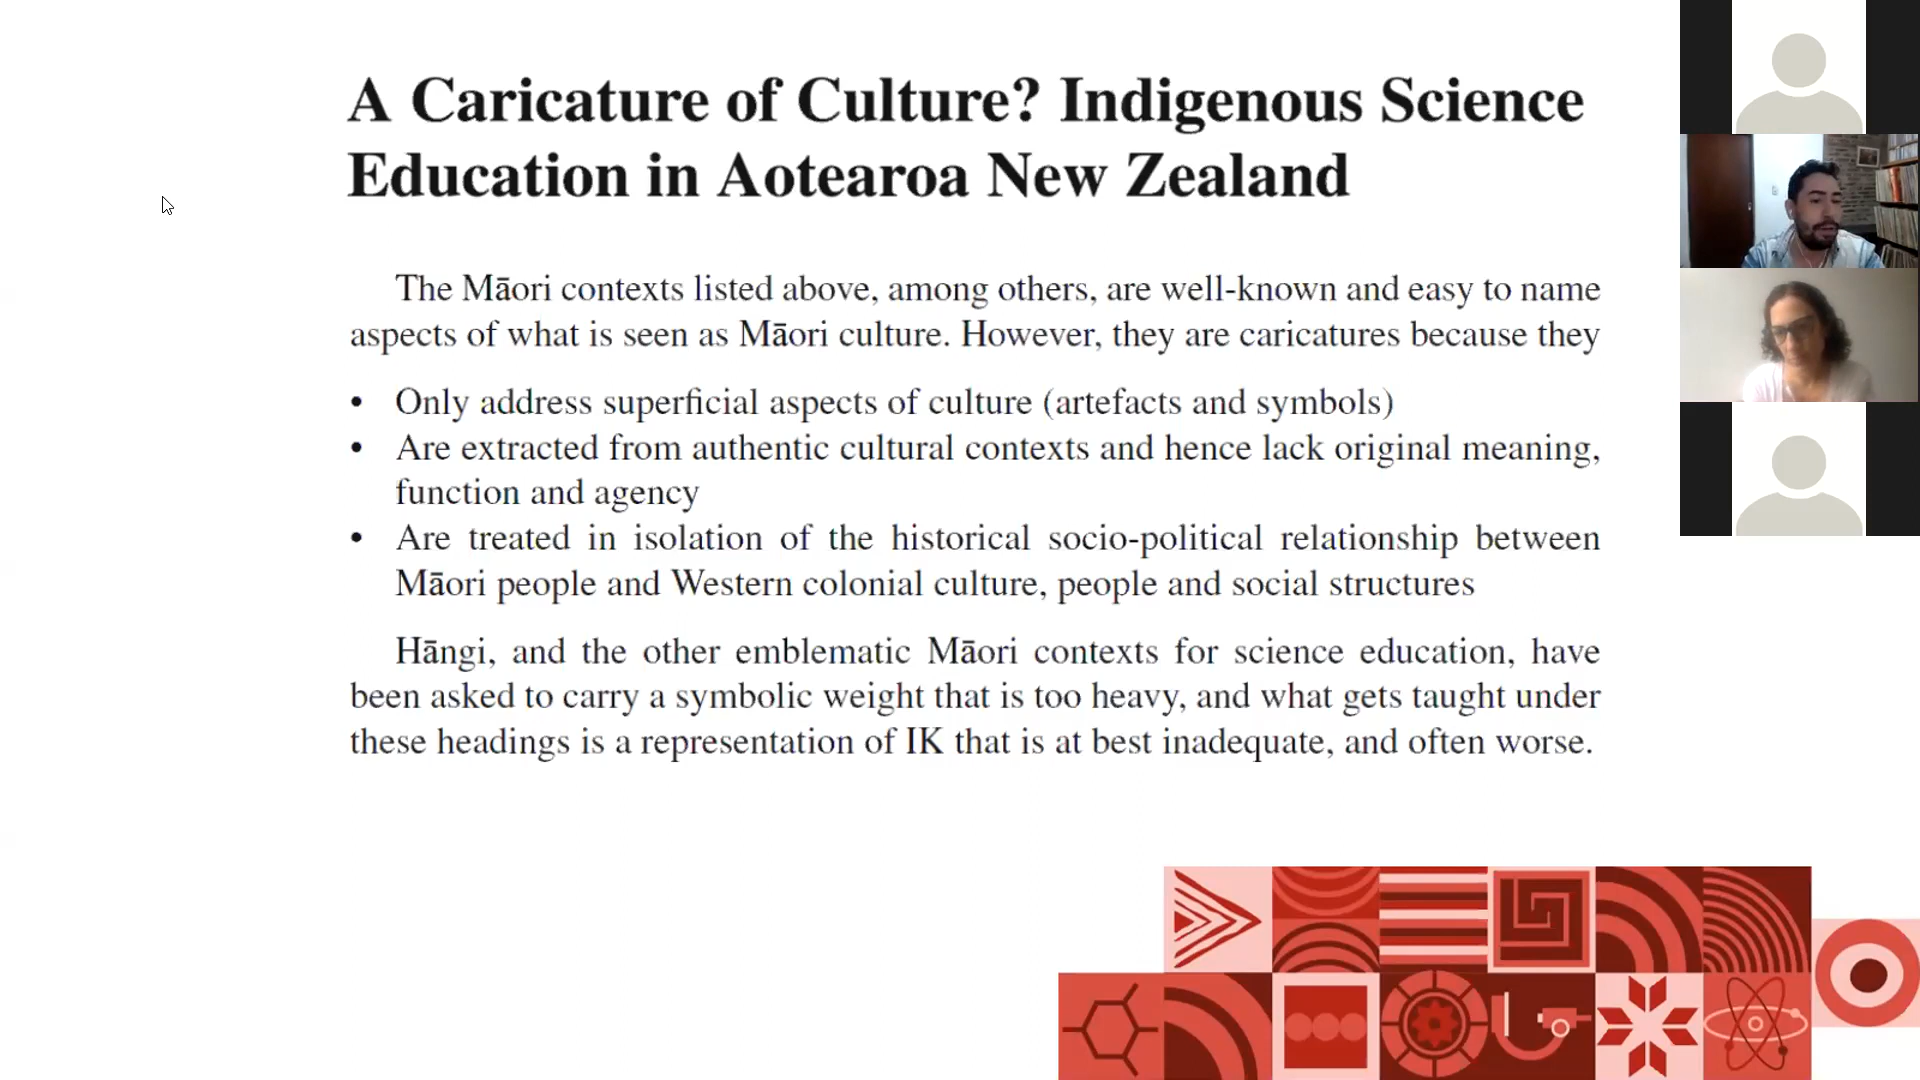 A Caricature of Culture? Indigenous Science
Education in Aotearoa New Zealand
The Māori contexts listed above, among others, are well-known and easy to name
aspects of what is seen as Māori culture. However, they are caricatures because they
• Only address superficial aspects of culture (artefacts and symbols)
• Are extracted from authentic cultural contexts and hence lack original meaning,
function and agency
• Are treated in isolation of the historical socio-political relationship between
Māori people and Western colonial culture, people and social structures
Hāngi, and the other emblematic Māori contexts for science education, have
been asked to carry a symbolic weight that is too heavy, and what gets taught under
these headings is a representation of IK that is at best inadequate, and often worse.